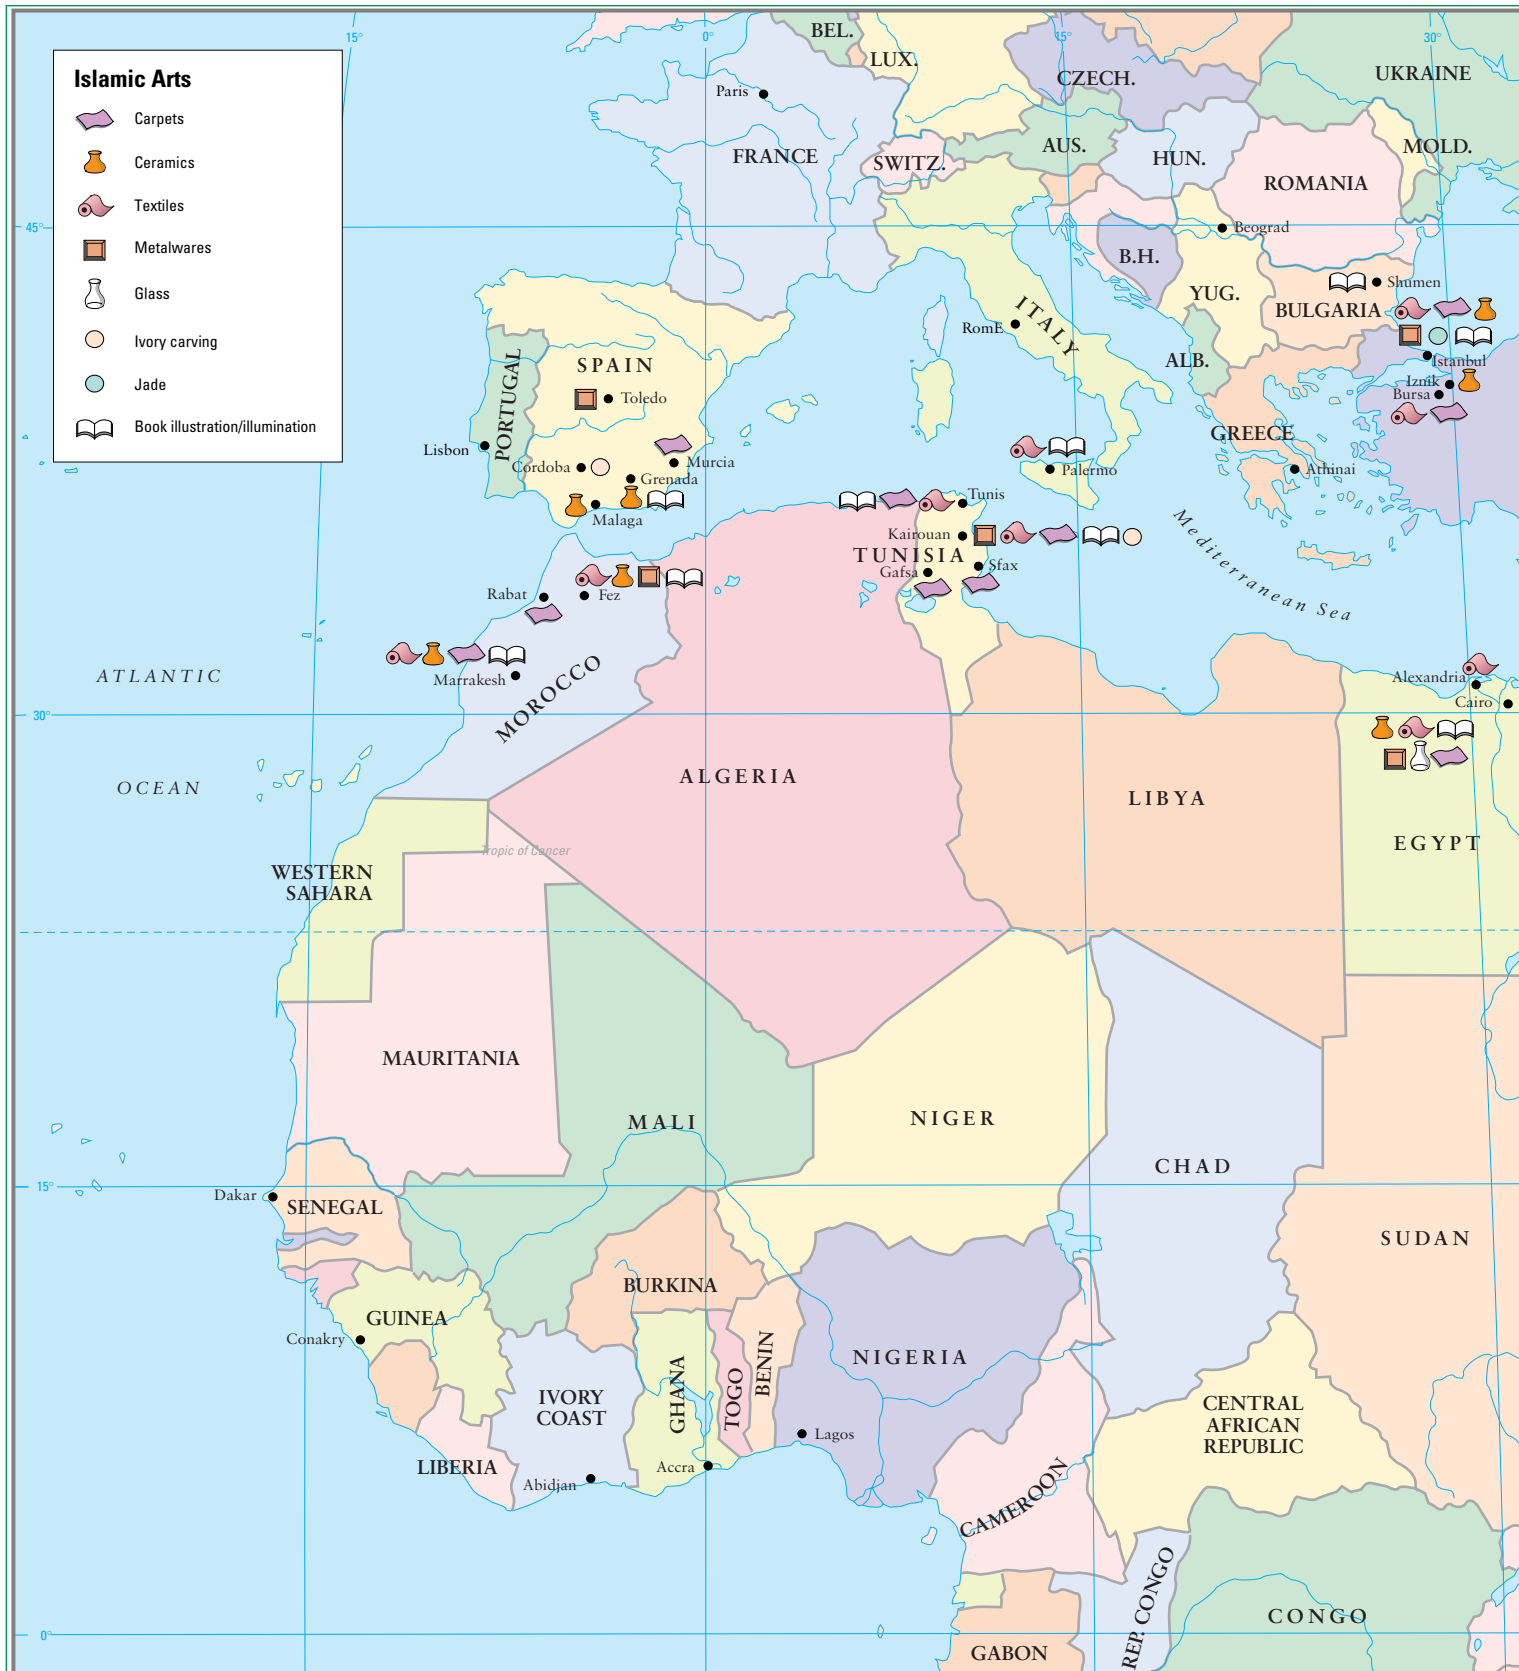 15°
0°
15°
30°
Islamic Arts
Carpets
Ceramics
Textiles
Metalwares
Glass
Ivory carving
Jade
Book illustration/illumination
BEL.
LUX.
CZECH.
UKRAINE
Paris
FRANCE
SWITZ.
AUS.
HUN.
MOLD.
ROMANIA
45°
Beograd
B.H.
YUG.
Shumen
BULGARIA
ITALY
RomE
ALB.
Istanbul
Iznik
Bursa
SPAIN
PORTUGAL
Toledo
Lisbon
Cordoba
Murcia
Grenada
Malaga
GREECE
Athinai
Palermo
Tunis
Kairouan
TUNISIA
Gafsa
Sfax
Mediterranean Sea
Rabat
Fez
Marrakesh
MOROCCO
ATLANTIC
OCEAN
30°
Alexandria
Cairo
ALGERIA
LIBYA
EGYPT
Tropic of Cancer
WESTERN
SAHARA
MAURITANIA
MALI
NIGER
CHAD
SUDAN
15°
Dakar
SENEGAL
BURKINA
GUINEA
Conakry
IVORY
COAST
GHANA
TOGO
BENIN
NIGERIA
CENTRAL
AFRICAN
REPUBLIC
Lagos
LIBERIA
Abidjan
Accra
CAMEROON
REP. CONGO
CONGO
0°
GABON